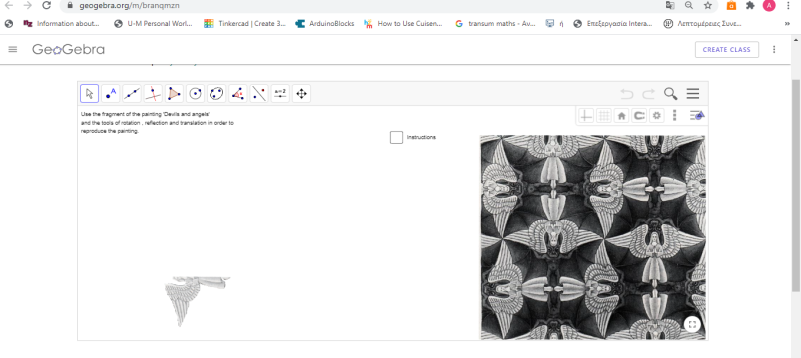 geogebra.org/m/branqmzn
A
Information about...
U-M Personal Worl...
Tinkercad | Create 3...
ArduinoBlocks
How to Use Cuisen...
transum maths - Αν...
ή
Επεξεργασία Intera...
Λεπτομέρειες Συνε...
»
GeoGebra
CREATE CLASS
A
a=2
Use the fragment of the painting 'Devils and angels'
and the tools of rotation , reflection and translation in order to
reproduce the painting.
Instructions